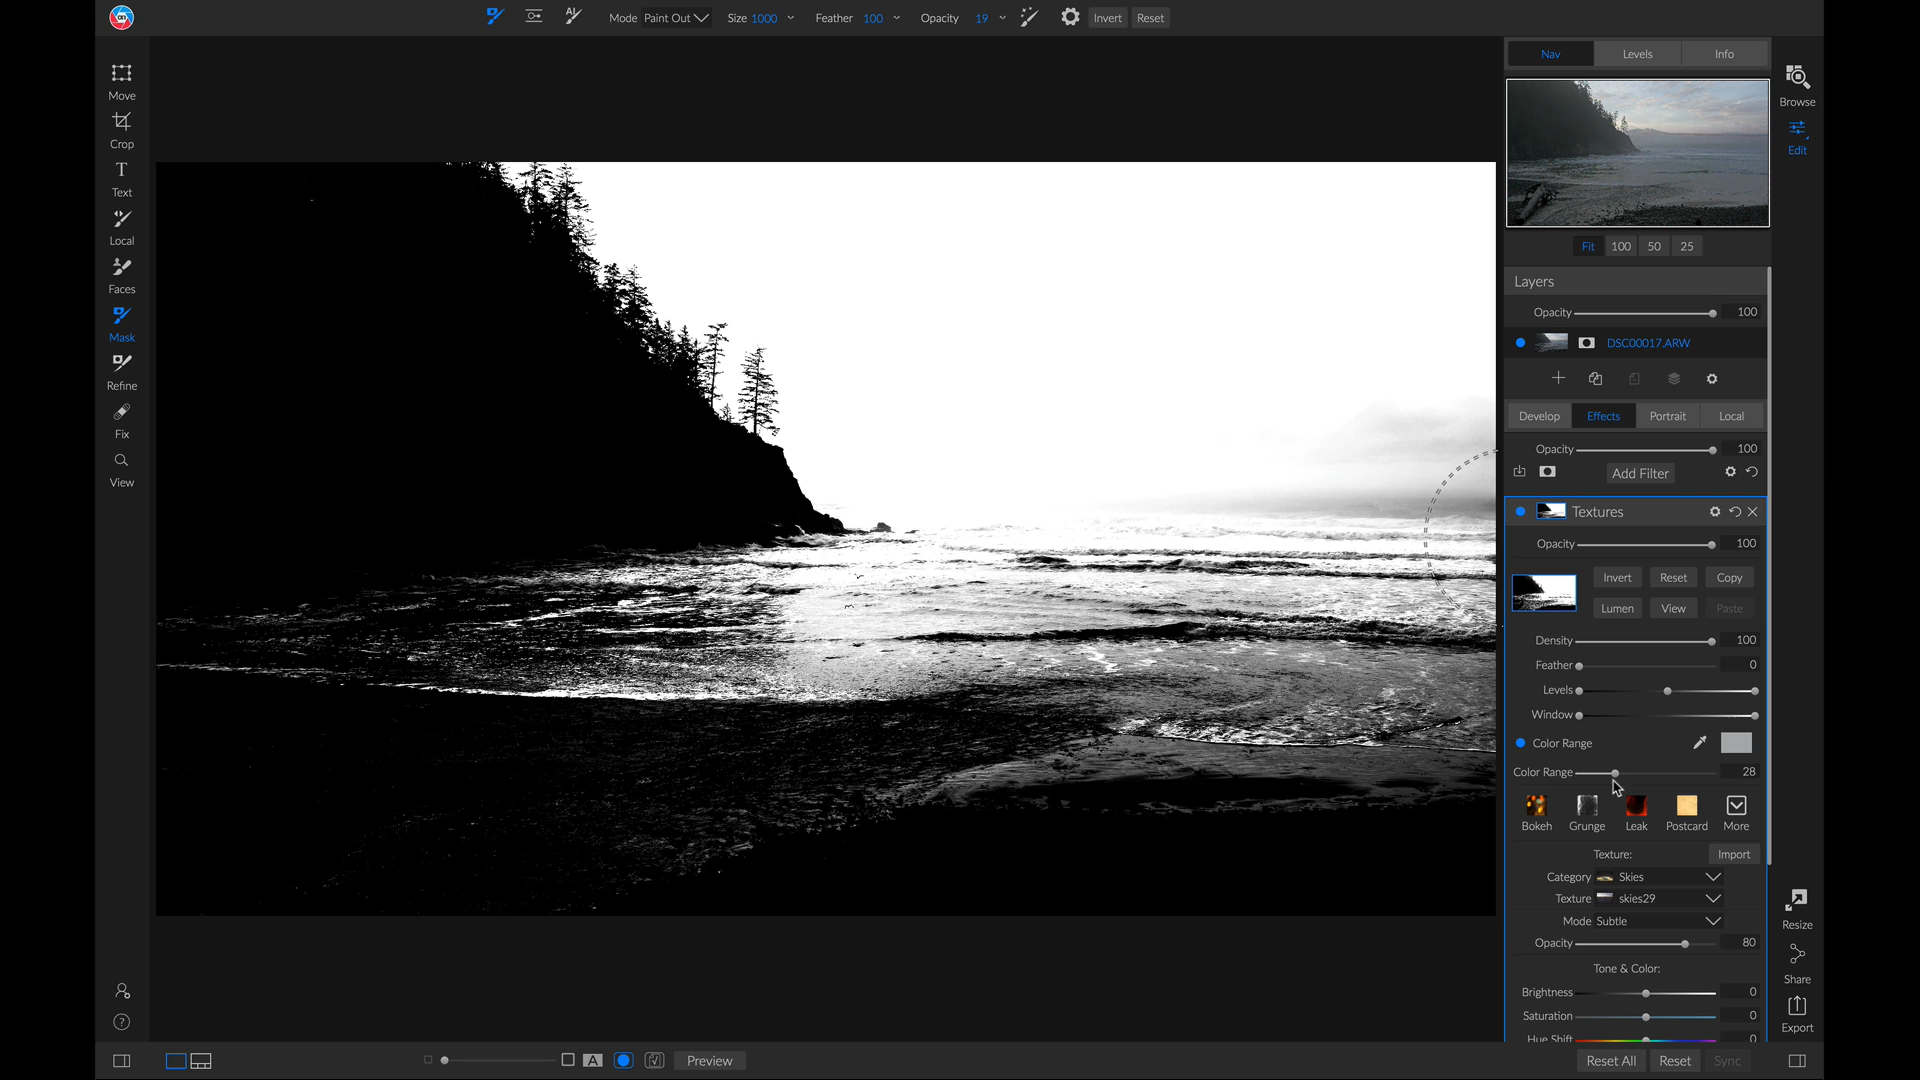 Mode Paint Out Size 1000 Feather 100 Opacity 19 Invert Reset
Nav Levels Info
Move
Crop
T
Text
Local
Faces
Mask
Refine
Fix
View
?
Browse
Edit
Fit 100 50 25
Layers
Opacity 100
DSC00017.ARW
Develop Effects Portrait Local
Opacity 100
Add Filter
Textures
Opacity 100
Invert Reset Copy
Lumen View Paste
Density 100
Feather 0
Levels
Window
Color Range
Color Range 28
Bokeh Grunge Leak Postcard More
Texture: Import
Category Skies
Texture skies29
Mode Subtle
Opacity 80
Tone & Color:
Brightness 0
Saturation 0
Hue Shift 0
Resize
Share
Export
A Preview
Reset All Reset Sync